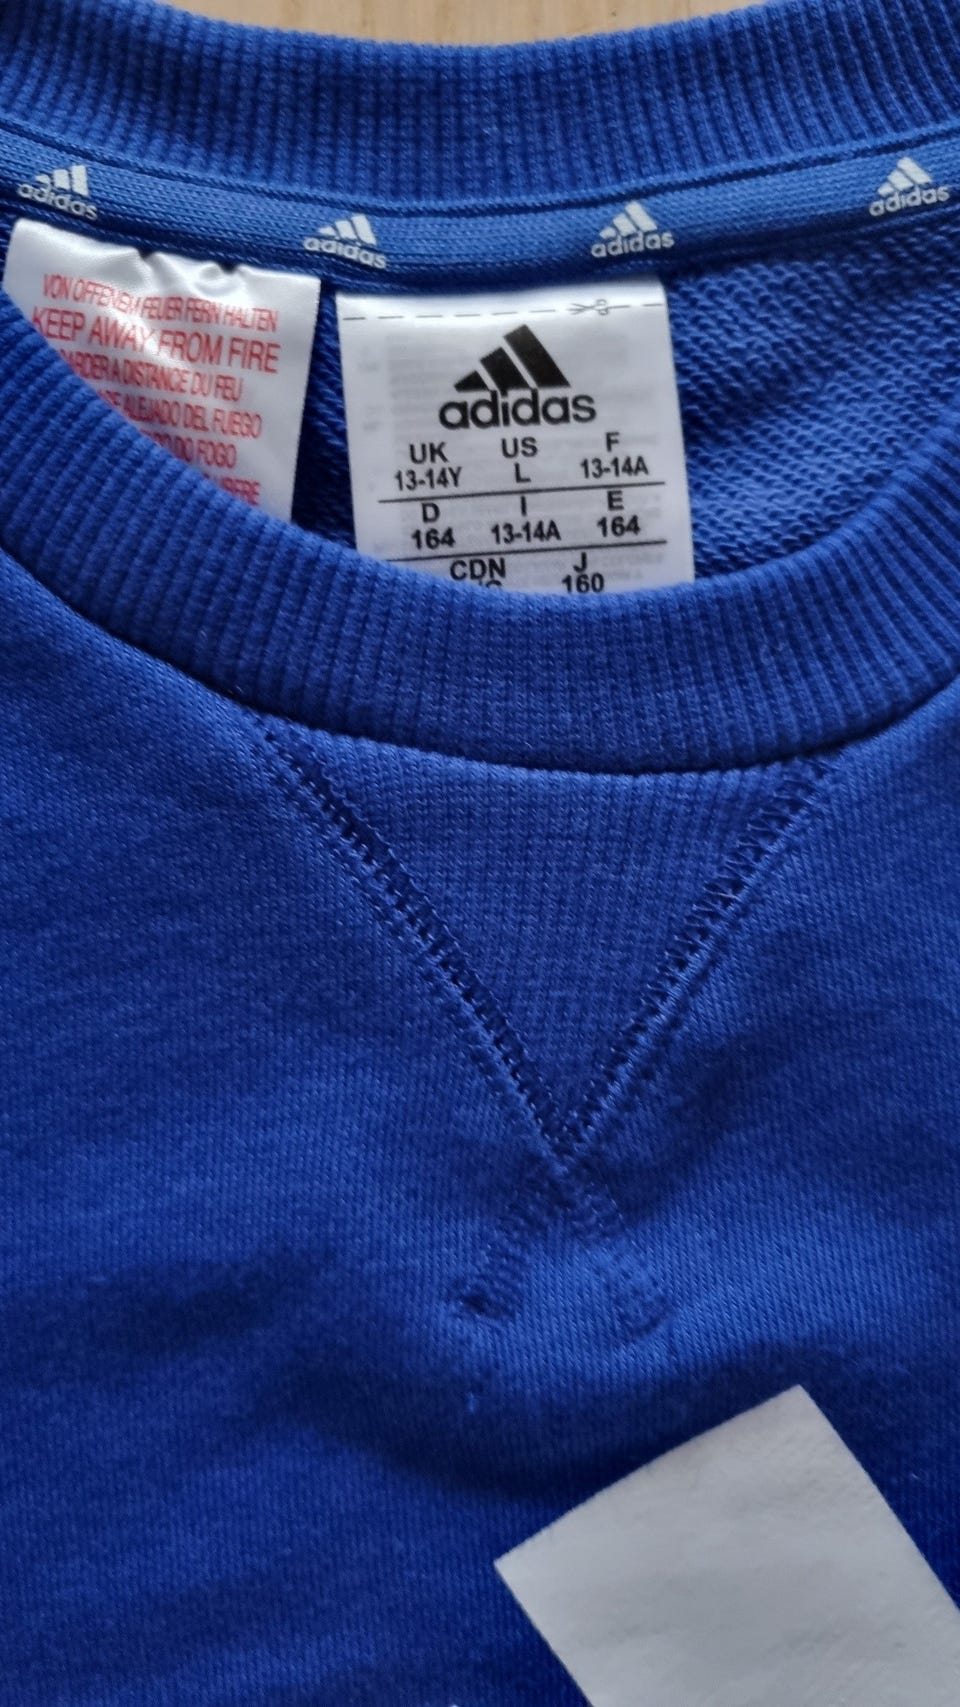 adidas
adidas
adidas
adidas
VON OFFENEM FEUER FERN HALTEN
KEEP AWAY FROM FIRE
A DISTANCE DU FEU
ALEJADO DEL FUEGO
DO FOGO
adidas
UK US F
13-14Y L 13-14A
D I E
164 13-14A 164
CDN J
160